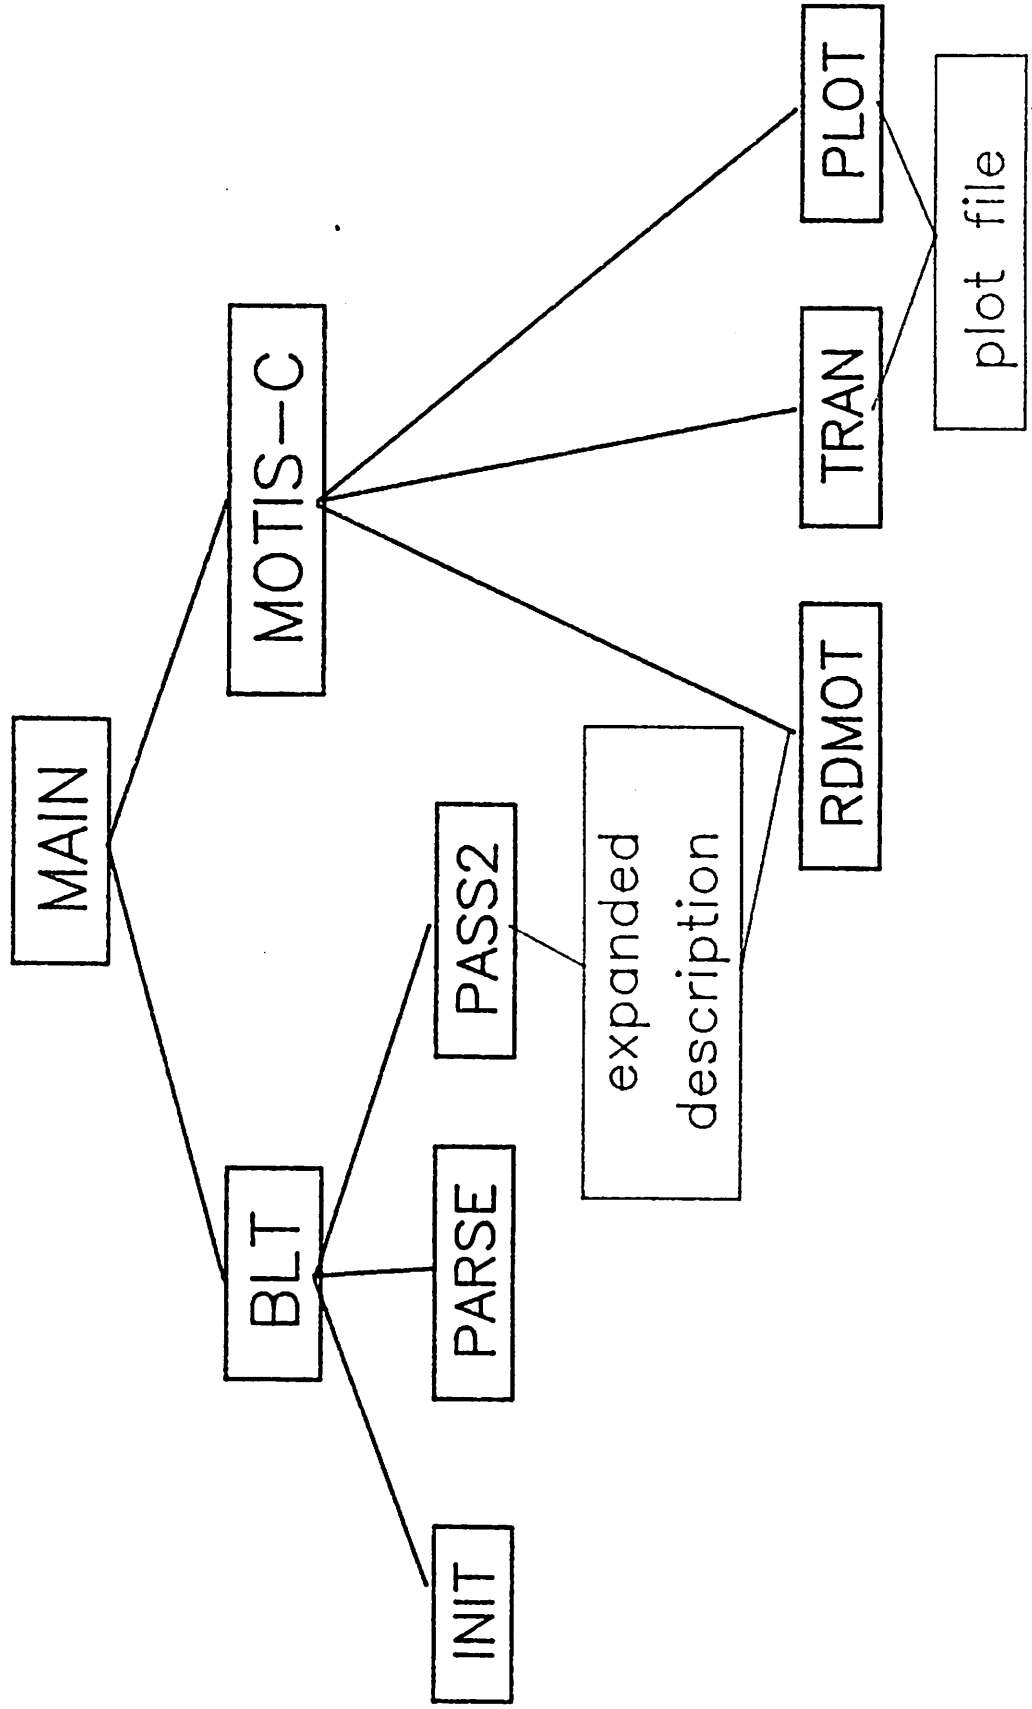 MAIN
BLT
MOTIS-C
INIT
PARSE
PASS2
expanded
description
RDMOT
TRAN
PLOT
plot file